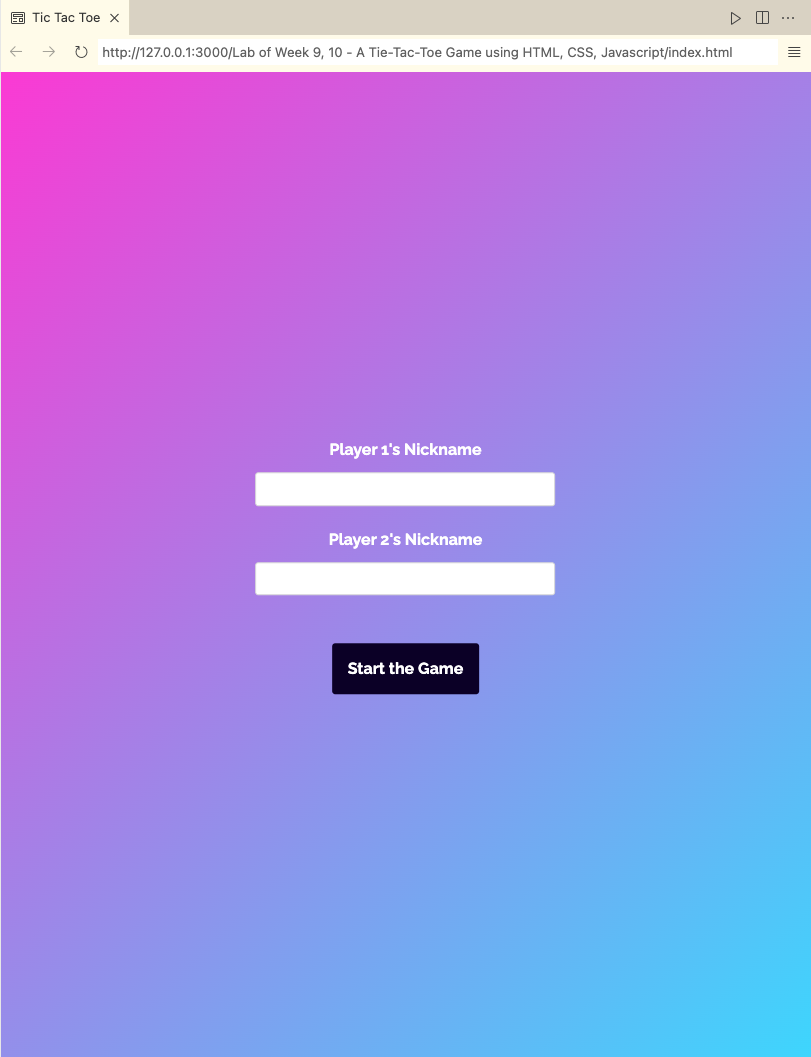 Tic Tac Toe
http://127.0.0.1:3000/Lab of Week 9, 10 - A Tie-Tac-Toe Game using HTML, CSS, Javascript/index.html
Player 1's Nickname
Player 2's Nickname
Start the Game